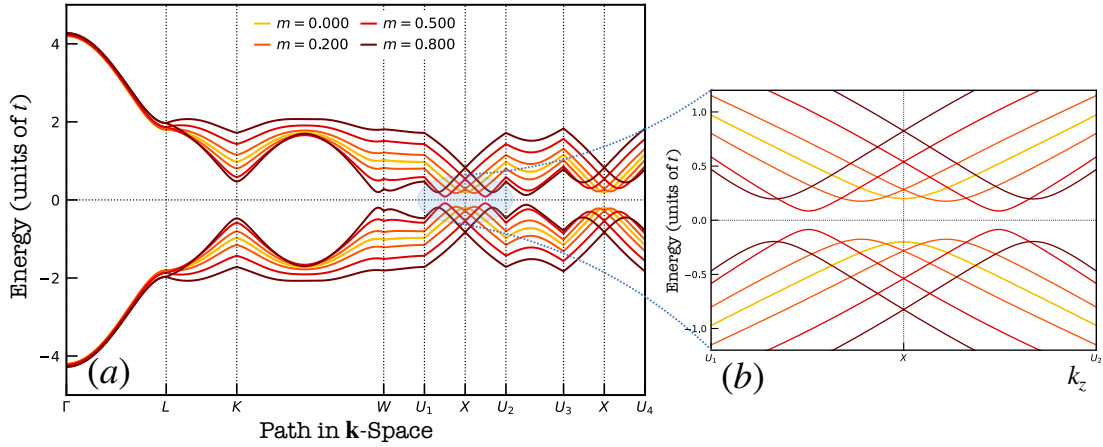 4
2
0
−2
−4
Energy (units of t)
m = 0.000
m = 0.200
m = 0.500
m = 0.800
(a)
Γ L K W U₁ X U₂ U₃ X U₄
Path in k-Space
1.0
0.5
0.0
−0.5
−1.0
Energy (units of t)
U₁ X U₂
(b)
k_z